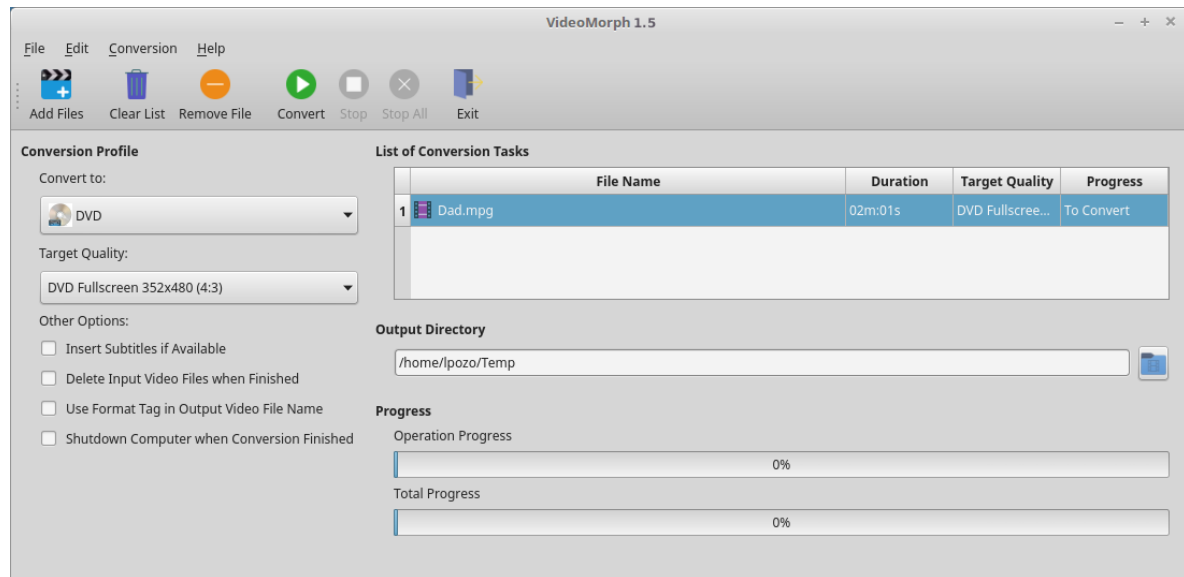 VideoMorph 1.5
File Edit Conversion Help
Add Files Clear List Remove File Convert Stop Stop All Exit
Conversion Profile
Convert to:
DVD
Target Quality:
DVD Fullscreen 352x480 (4:3)
Other Options:
Insert Subtitles if Available
Delete Input Video Files when Finished
Use Format Tag in Output Video File Name
Shutdown Computer when Conversion Finished
List of Conversion Tasks
File Name Duration Target Quality Progress
1 Dad.mpg 02m:01s DVD Fullscree... To Convert
Output Directory
/home/lpozo/Temp
Progress
Operation Progress
0%
Total Progress
0%